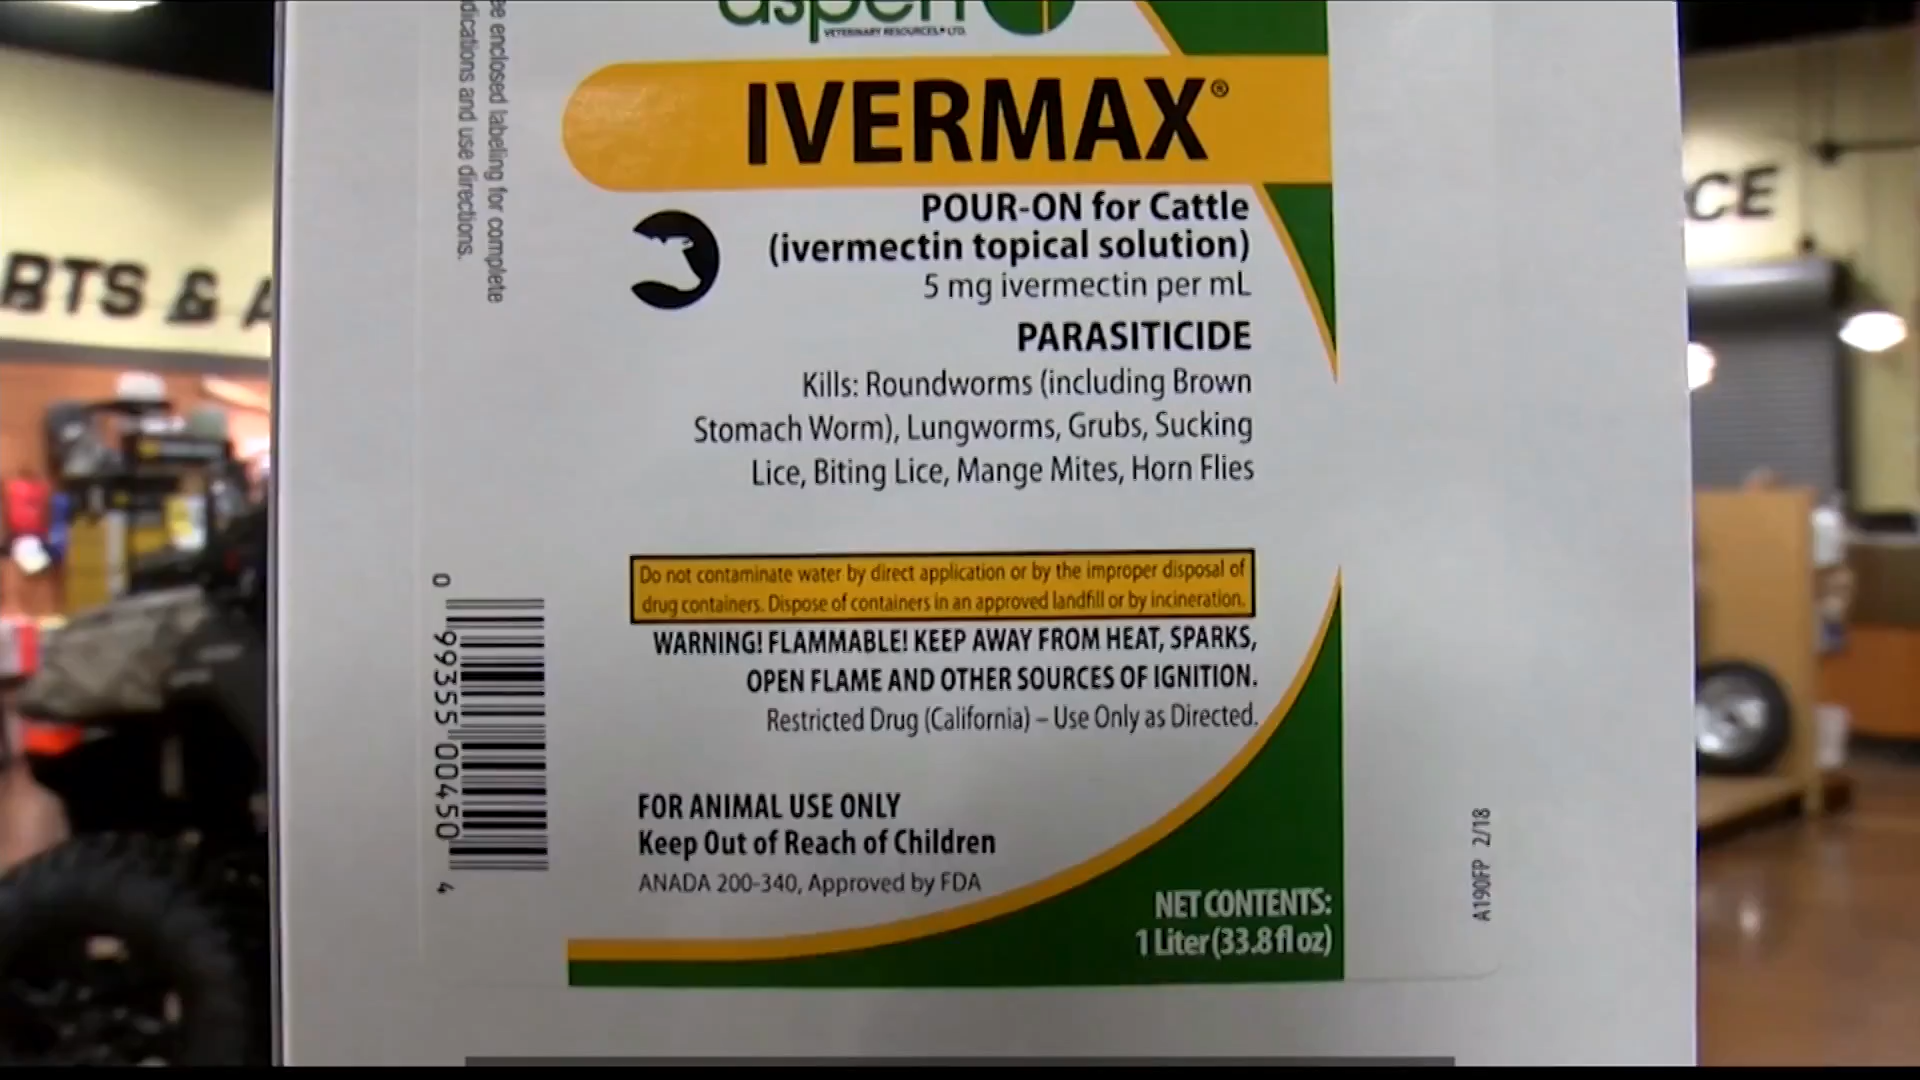 aspen
VETERINARY RESOURCES® LTD.
IVERMAX®
POUR-ON for Cattle
(ivermectin topical solution)
5 mg ivermectin per mL
PARASITICIDE
Kills: Roundworms (including Brown
Stomach Worm), Lungworms, Grubs, Sucking
Lice, Biting Lice, Mange Mites, Horn Flies
Do not contaminate water by direct application or by the improper disposal of
drug containers. Dispose of containers in an approved landfill or by incineration.
WARNING! FLAMMABLE! KEEP AWAY FROM HEAT, SPARKS,
OPEN FLAME AND OTHER SOURCES OF IGNITION.
Restricted Drug (California) – Use Only as Directed.
FOR ANIMAL USE ONLY
Keep Out of Reach of Children
ANADA 200-340, Approved by FDA
NET CONTENTS:
1 Liter (33.8 fl oz)
enclosed labeling for complete
and use directions.
0 99355 00450 4
A190FP 2/18
&